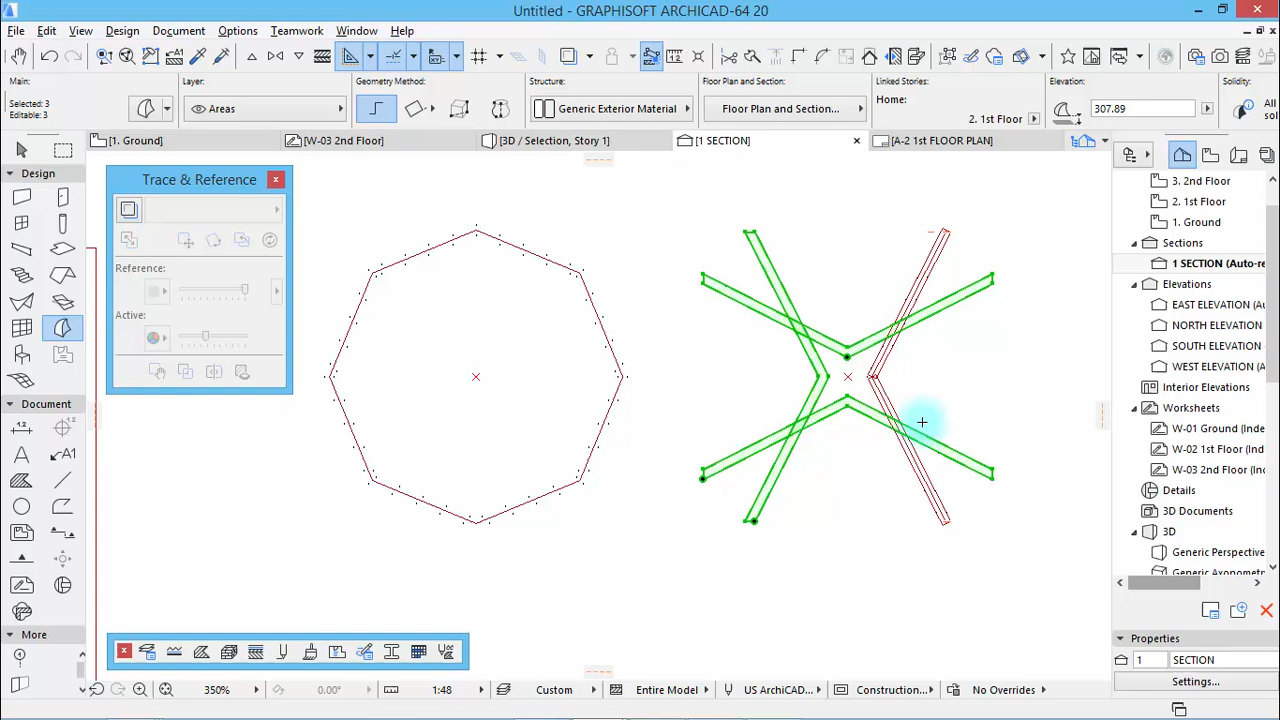 Untitled - GRAPHISOFT ARCHICAD-64 20
File Edit View Design Document Options Teamwork Window Help
Main:
Selected: 3
Editable: 3
Layer:
Areas
Geometry Method:
Structure:
Generic Exterior Material
Floor Plan and Section:
Floor Plan and Section...
Linked Stories:
Home:
2. 1st Floor
Elevation:
307.89
Solidity:
All
sol
[1. Ground]
[W-03 2nd Floor]
[3D / Selection, Story 1]
[1 SECTION]
[A-2 1st FLOOR PLAN]
Design
Document
More
Trace & Reference
Reference:
Active:
3. 2nd Floor
2. 1st Floor
1. Ground
Sections
1 SECTION (Auto-re
Elevations
EAST ELEVATION (Au
NORTH ELEVATION (
SOUTH ELEVATION (
WEST ELEVATION (A
Interior Elevations
Worksheets
W-01 Ground (Inde
W-02 1st Floor (Ind
W-03 2nd Floor (Ind
Details
3D Documents
3D
Generic Perspective
Generic Axonometr
Properties
1 SECTION
Settings...
350%
0.00°
1:48
Custom
Entire Model
US ArchiCAD...
Construction...
No Overrides